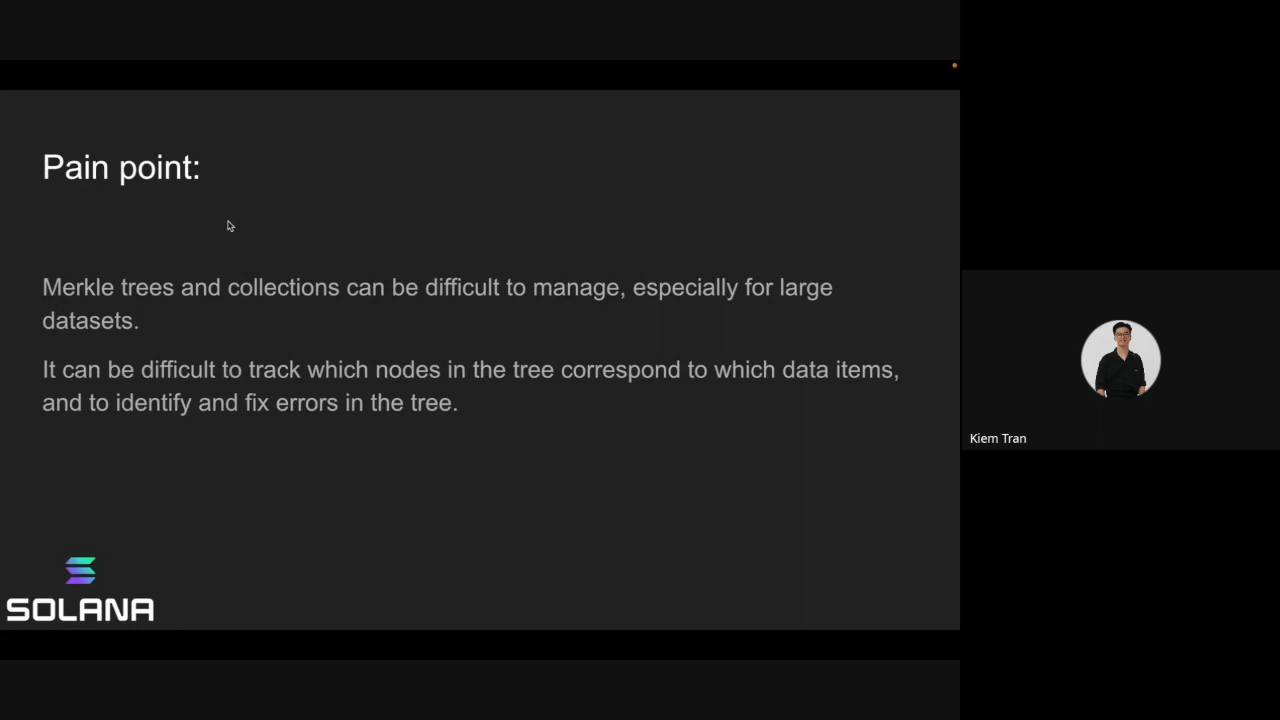 Pain point:
Merkle trees and collections can be difficult to manage, especially for large
datasets.
It can be difficult to track which nodes in the tree correspond to which data items,
and to identify and fix errors in the tree.
SOLANA
Kiem Tran